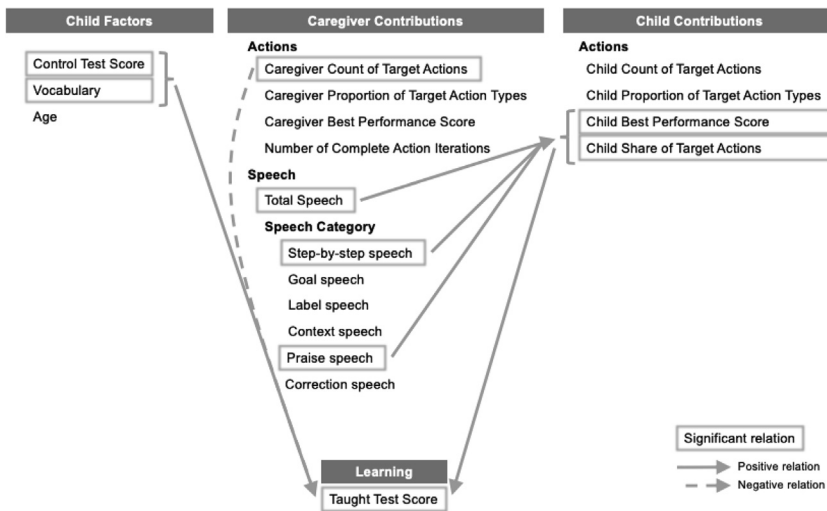 Child Factors
Control Test Score
Vocabulary
Age
Caregiver Contributions
Actions
Caregiver Count of Target Actions
Caregiver Proportion of Target Action Types
Caregiver Best Performance Score
Number of Complete Action Iterations
Speech
Total Speech
Speech Category
Step-by-step speech
Goal speech
Label speech
Context speech
Praise speech
Correction speech
Child Contributions
Actions
Child Count of Target Actions
Child Proportion of Target Action Types
Child Best Performance Score
Child Share of Target Actions
Learning
Taught Test Score
Significant relation
Positive relation
Negative relation